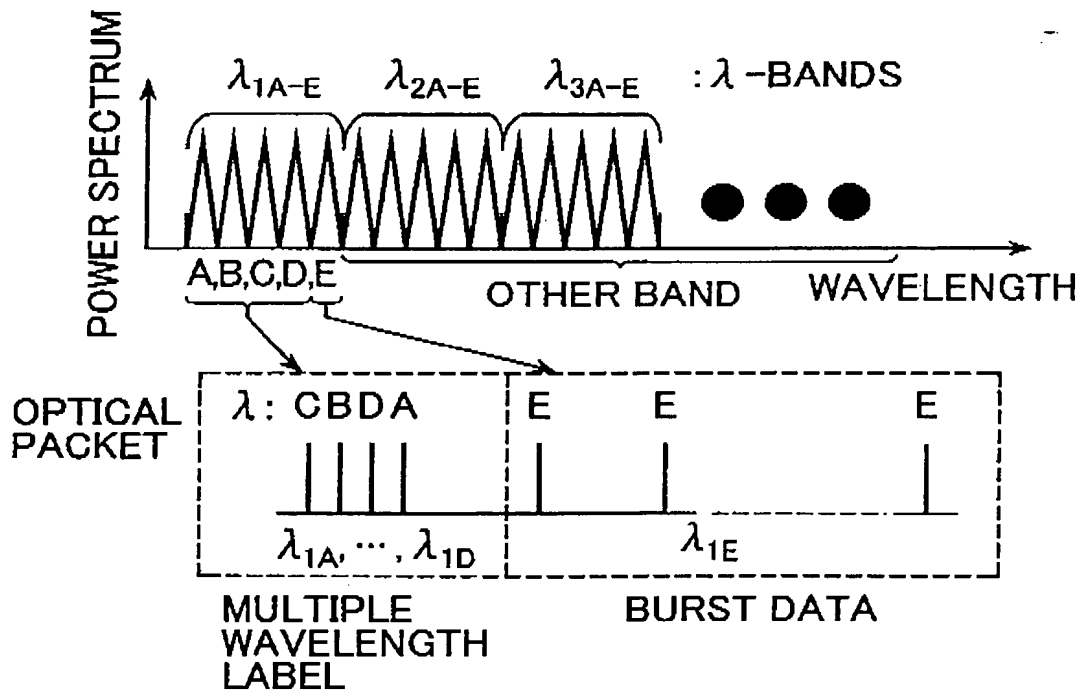 POWER SPECTRUM
λ1A-E λ2A-E λ3A-E : λ-BANDS
A,B,C,D,E
OTHER BAND
WAVELENGTH
OPTICAL
PACKET
λ: C B D A E E E
λ1A, ···, λ1D
λ1E
MULTIPLE
WAVELENGTH
LABEL
BURST DATA